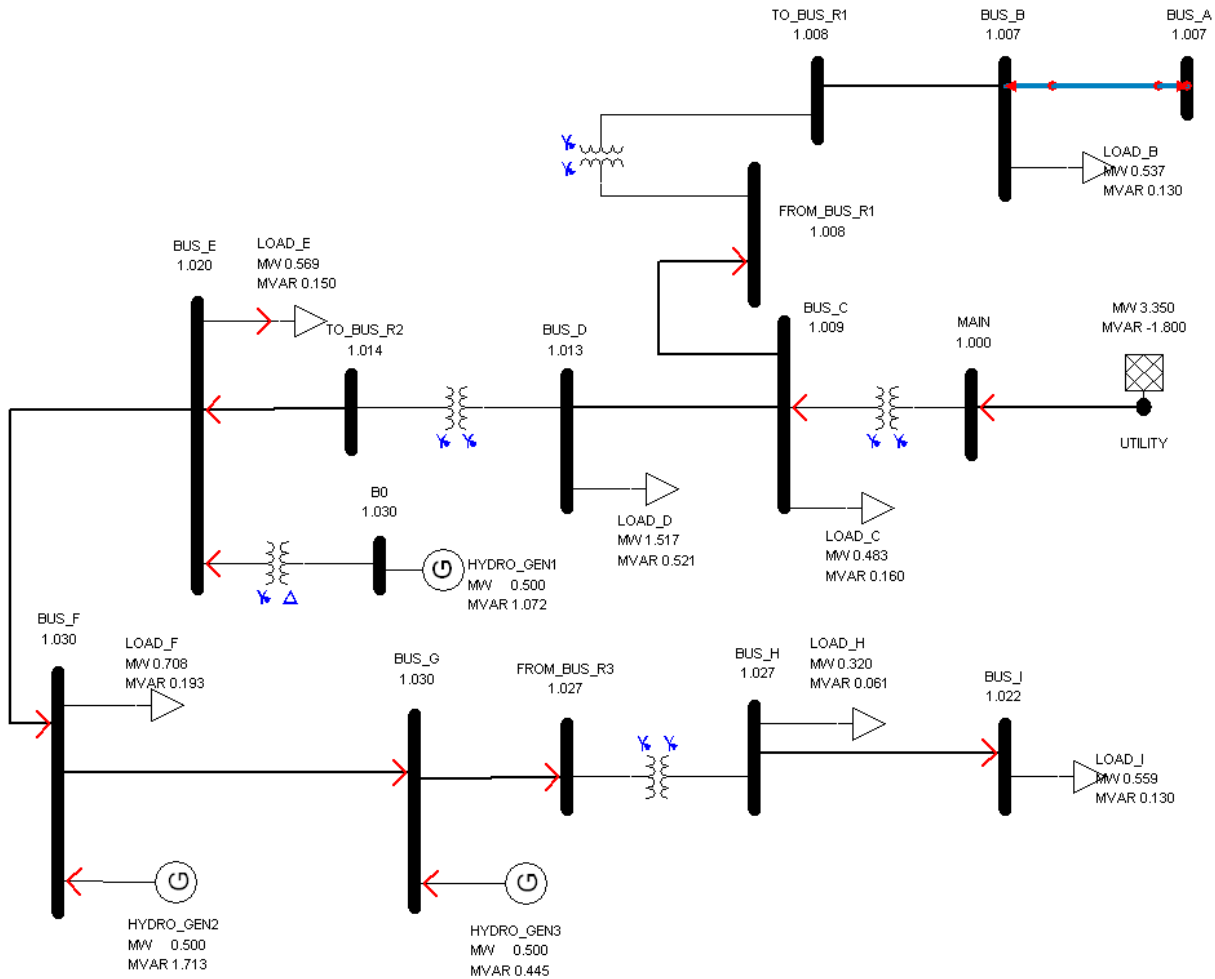 TO_BUS_R1
1.008
BUS_B
1.007
BUS_A
1.007
LOAD_B
MW 0.537
MVAR 0.130
FROM_BUS_R1
1.008
BUS_E
1.020
LOAD_E
MW 0.569
MVAR 0.150
TO_BUS_R2
1.014
BUS_D
1.013
BUS_C
1.009
MAIN
1.000
MW 3.350
MVAR -1.800
UTILITY
B0
1.030
G
HYDRO_GEN1
MW 0.500
MVAR 1.072
LOAD_D
MW 1.517
MVAR 0.521
LOAD_C
MW 0.483
MVAR 0.160
BUS_F
1.030
LOAD_F
MW 0.708
MVAR 0.193
BUS_G
1.030
FROM_BUS_R3
1.027
BUS_H
1.027
LOAD_H
MW 0.320
MVAR 0.061
BUS_I
1.022
LOAD_I
MW 0.559
MVAR 0.130
G
HYDRO_GEN2
MW 0.500
MVAR 1.713
G
HYDRO_GEN3
MW 0.500
MVAR 0.445